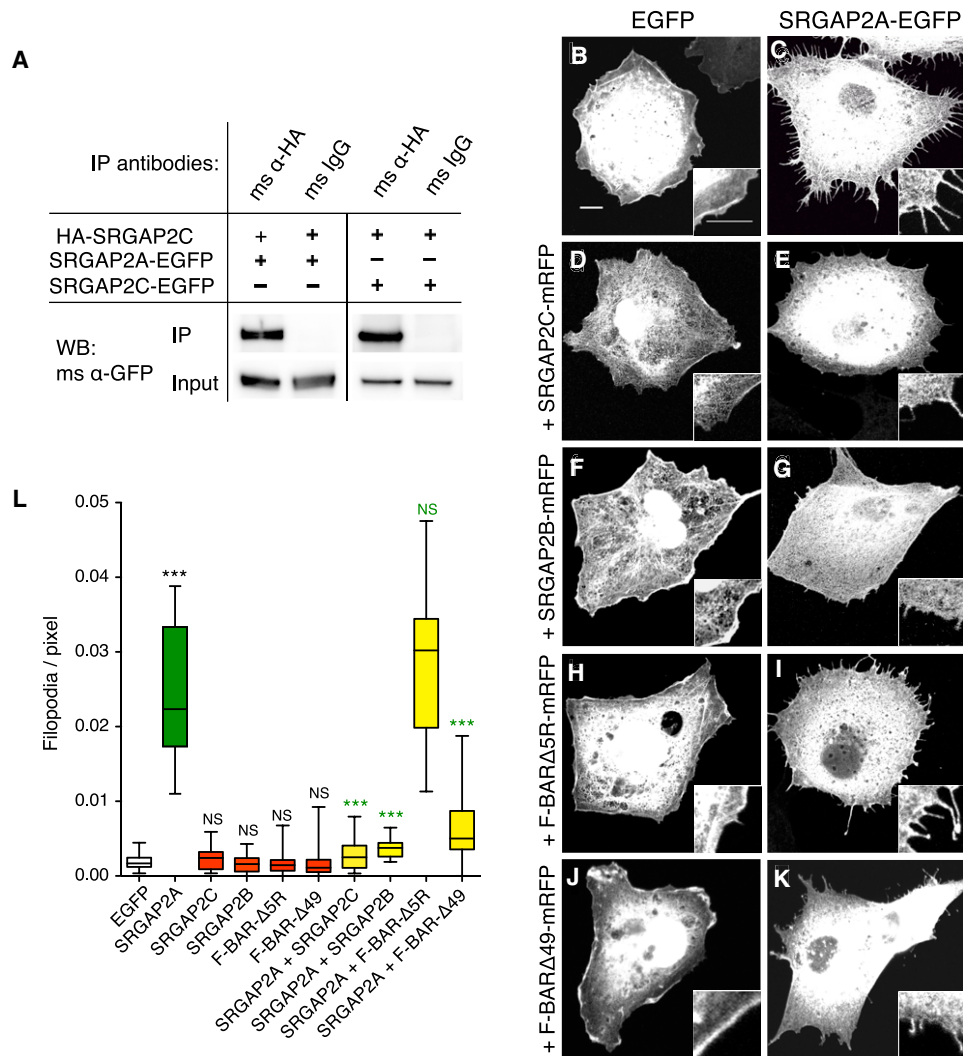 A
IP antibodies:
ms α-HA
ms IgG
ms α-HA
ms IgG
HA-SRGAP2C + + + +
SRGAP2A-EGFP + + – –
SRGAP2C-EGFP – – + +
WB:
ms α-GFP
IP
Input
EGFP
SRGAP2A-EGFP
B
C
+ SRGAP2C-mRFP
D
E
+ SRGAP2B-mRFP
F
G
+ F-BARΔ5R-mRFP
H
I
+ F-BARΔ49-mRFP
J
K
L
Filopodia / pixel
0.05
0.04
0.03
0.02
0.01
0.00
***
NS
NS
NS
NS
***
***
NS
***
EGFP
SRGAP2A
SRGAP2C
SRGAP2B
F-BAR-Δ5R
F-BAR-Δ49
SRGAP2A + SRGAP2C
SRGAP2A + SRGAP2B
SRGAP2A + F-BAR-Δ5R
SRGAP2A + F-BAR-Δ49